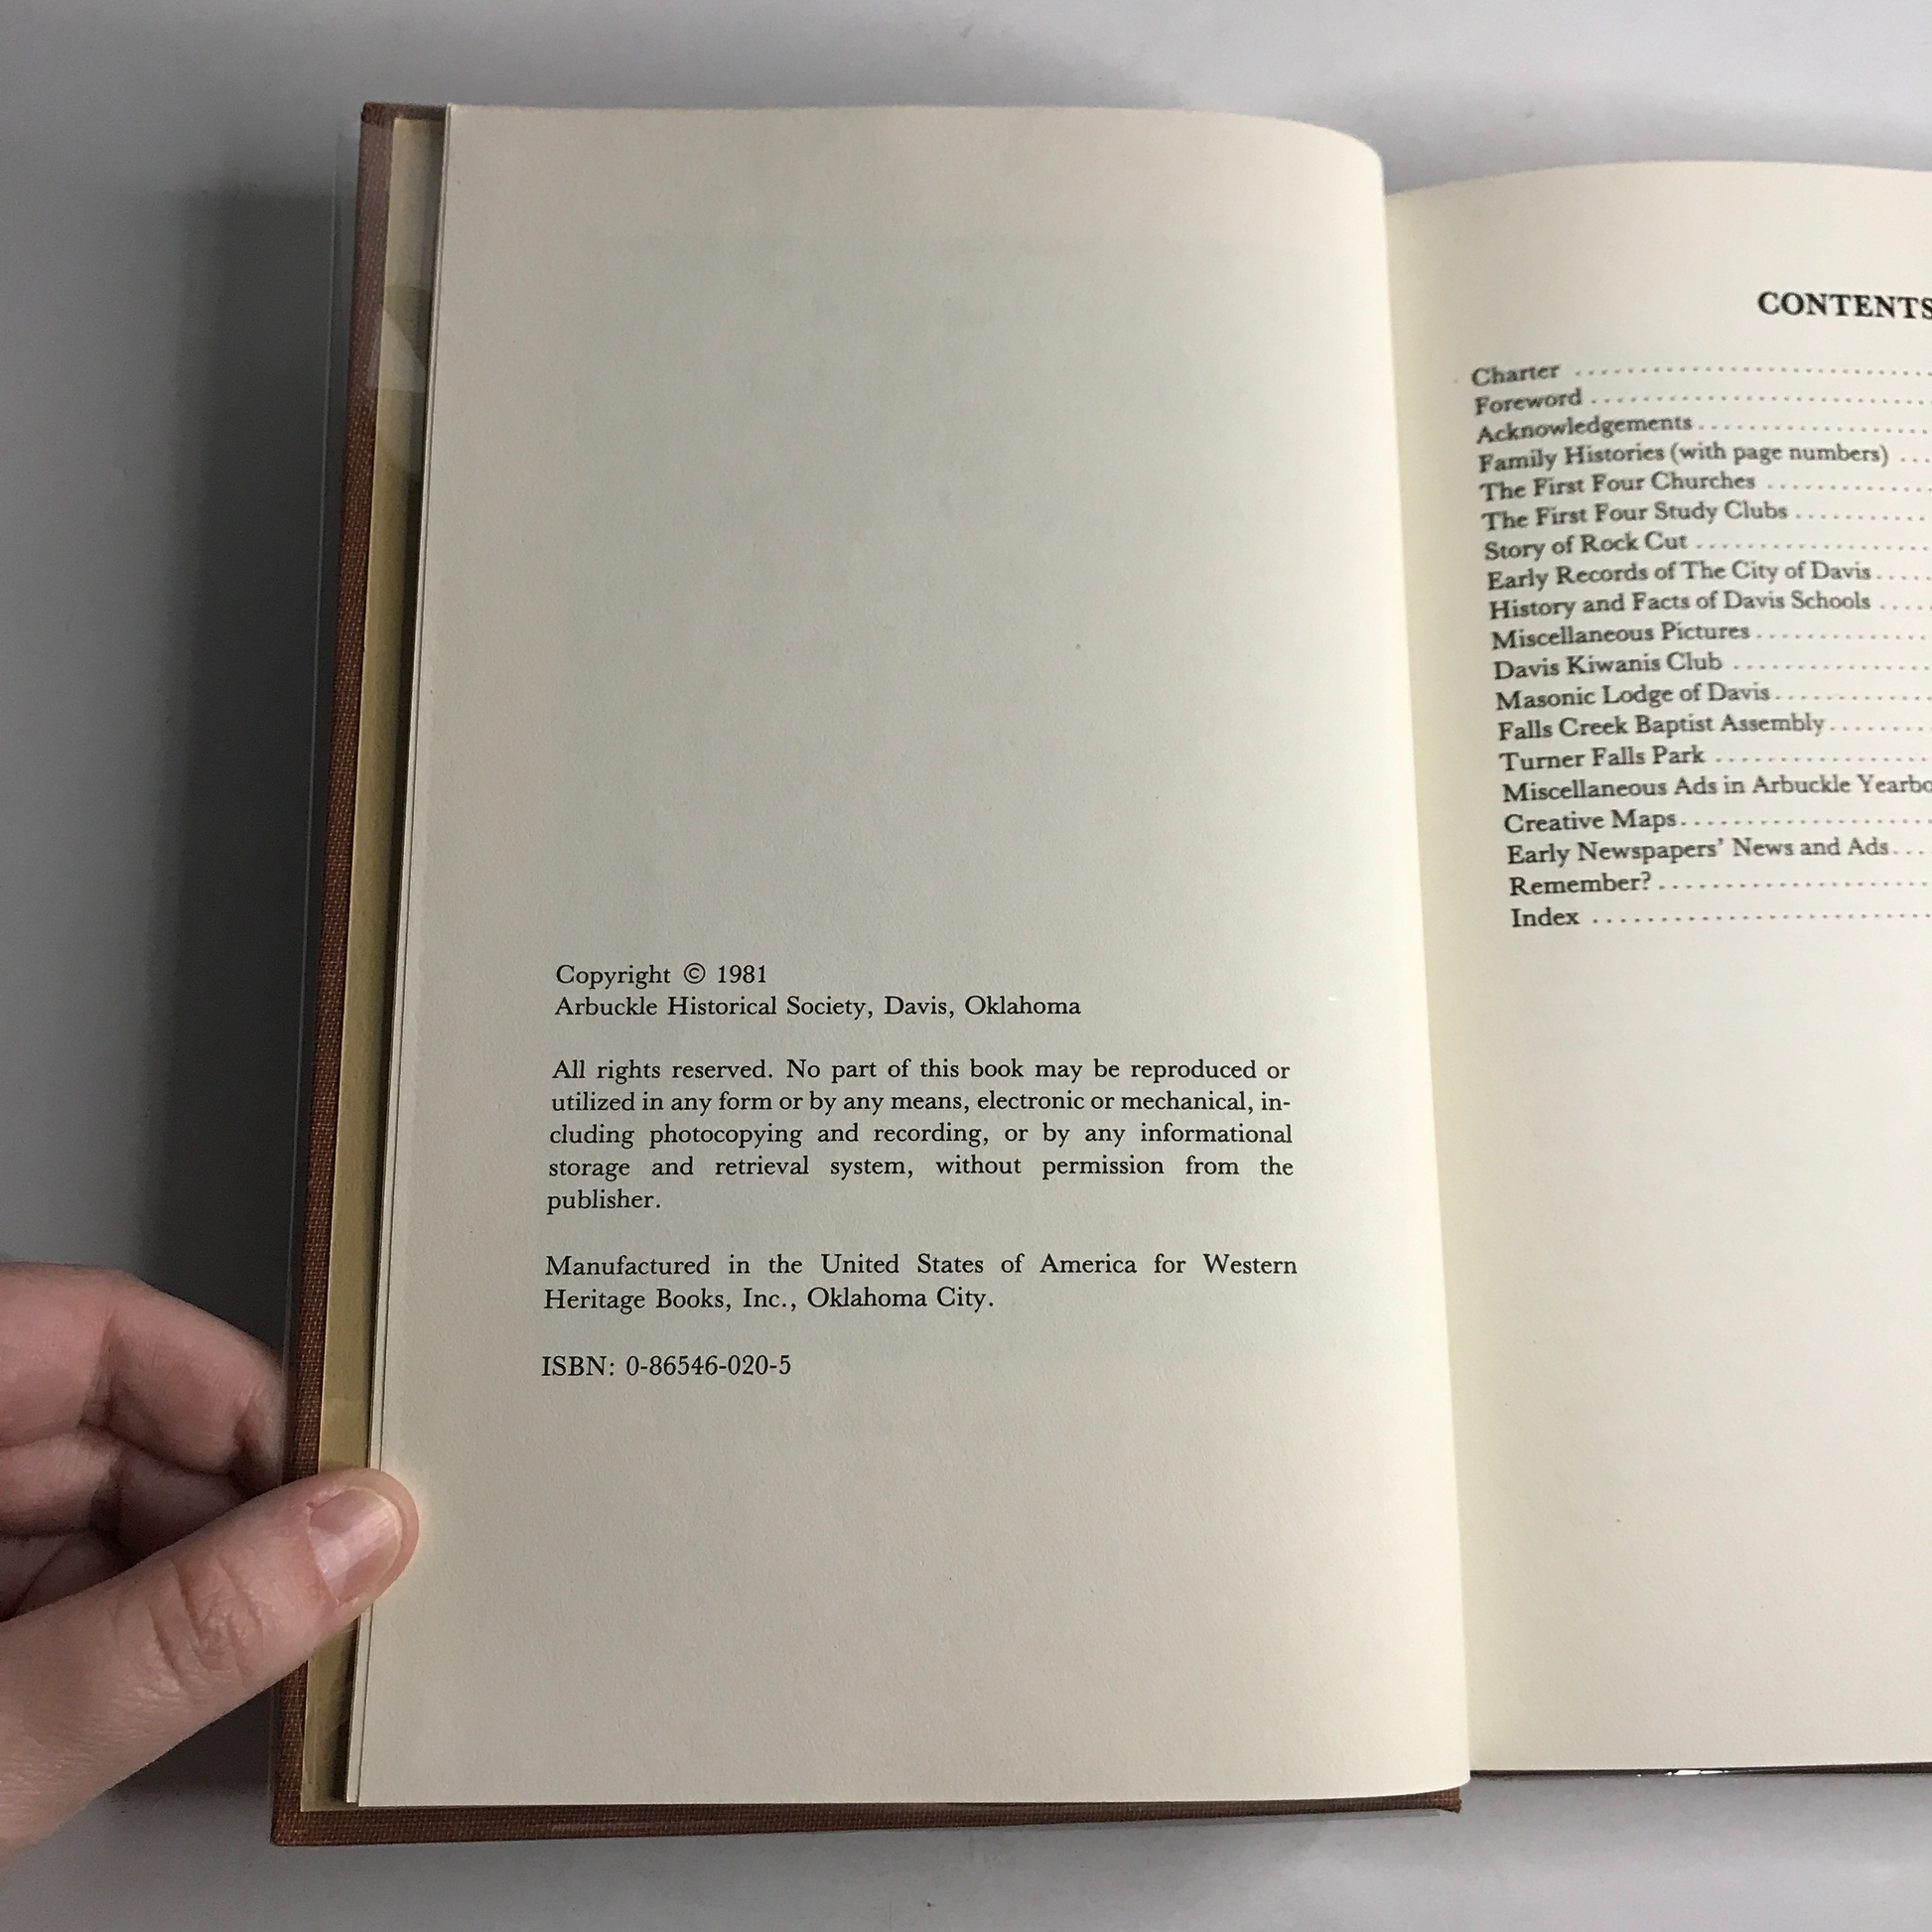 Copyright © 1981
Arbuckle Historical Society, Davis, Oklahoma
All rights reserved. No part of this book may be reproduced or
utilized in any form or by any means, electronic or mechanical, in-
cluding photocopying and recording, or by any informational
storage and retrieval system, without permission from the
publisher.
Manufactured in the United States of America for Western
Heritage Books, Inc., Oklahoma City.
ISBN: 0-86546-020-5
CONTENTS
Charter ..............................
Foreword ..............................
Acknowledgements ....................
Family Histories (with page numbers) ...
The First Four Churches ..............
The First Four Study Clubs ...........
Story of Rock Cut ....................
Early Records of The City of Davis .....
History and Facts of Davis Schools ....
Miscellaneous Pictures ..............
Davis Kiwanis Club .................
Masonic Lodge of Davis .............
Falls Creek Baptist Assembly ........
Turner Falls Park ..................
Miscellaneous Ads in Arbuckle Yearbo
Creative Maps ......................
Early Newspapers' News and Ads ....
Remember? .........................
Index ..............................